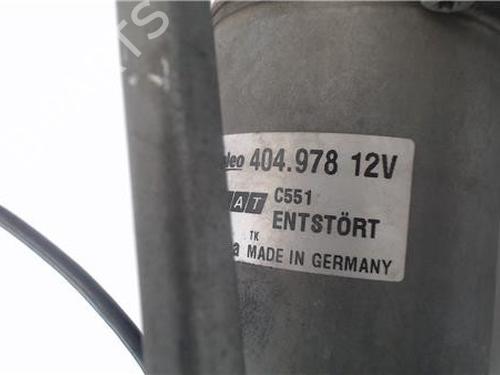 404.978 12V
C551
ENTSTÖRT
TK
MADE IN GERMANY